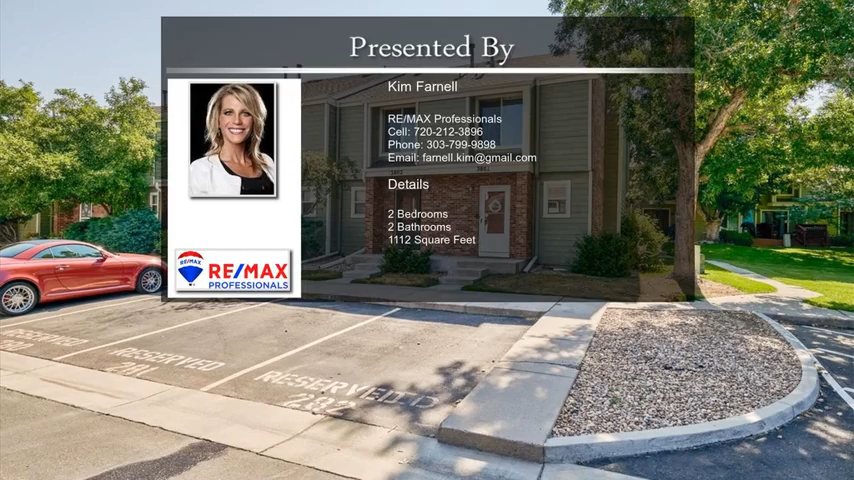 Presented By
Kim Farnell
RE/MAX Professionals
Cell: 720-212-3896
Phone: 303-799-9898
Email: farnell.kim@gmail.com
Details
2 Bedrooms
2 Bathrooms
1112 Square Feet
RE/MAX
RE/MAX
PROFESSIONALS
RESERVED
RESERVED
RESERVED
282